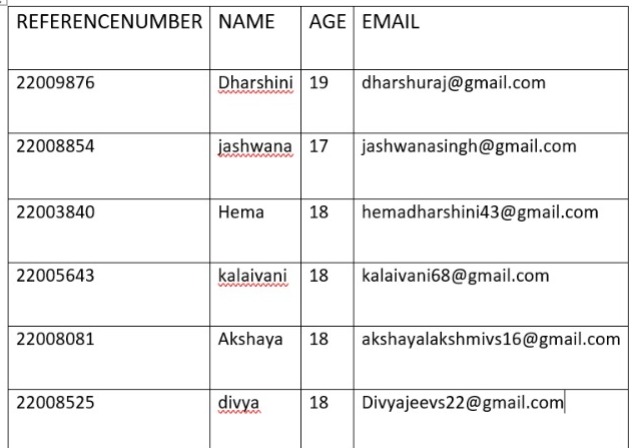 REFERENCENUMBER NAME AGE EMAIL
22009876 Dharshini 19 dharshuraj@gmail.com
22008854 jashwana 17 jashwanasingh@gmail.com
22003840 Hema 18 hemadharshini43@gmail.com
22005643 kalaivani 18 kalaivani68@gmail.com
22008081 Akshaya 18 akshayalakshmivs16@gmail.com
22008525 divya 18 Divyajeevs22@gmail.com